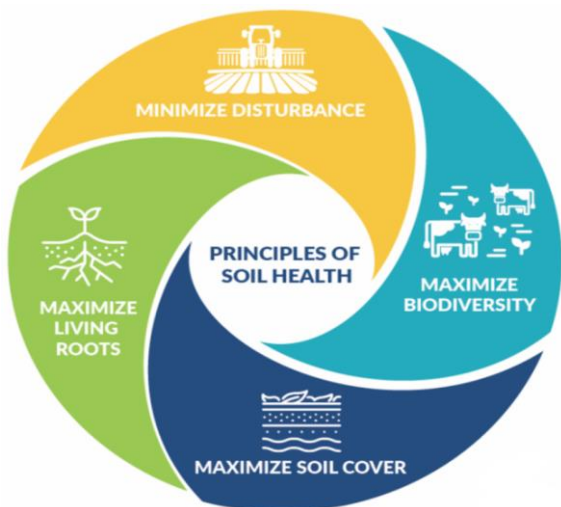 MINIMIZE DISTURBANCE
PRINCIPLES OF
SOIL HEALTH
MAXIMIZE
BIODIVERSITY
MAXIMIZE
LIVING
ROOTS
MAXIMIZE SOIL COVER